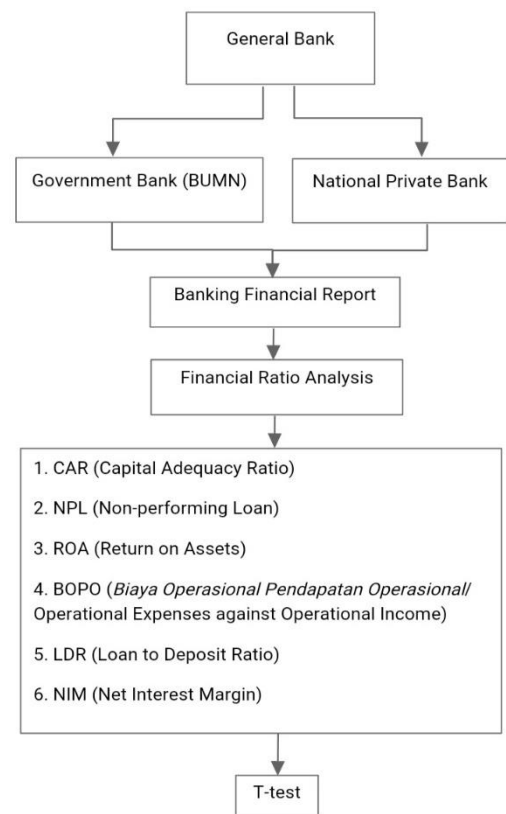 General Bank
Government Bank (BUMN)
National Private Bank
Banking Financial Report
Financial Ratio Analysis
1. CAR (Capital Adequacy Ratio)
2. NPL (Non-performing Loan)
3. ROA (Return on Assets)
4. BOPO (Biaya Operasional Pendapatan Operasional/
Operational Expenses against Operational Income)
5. LDR (Loan to Deposit Ratio)
6. NIM (Net Interest Margin)
T-test